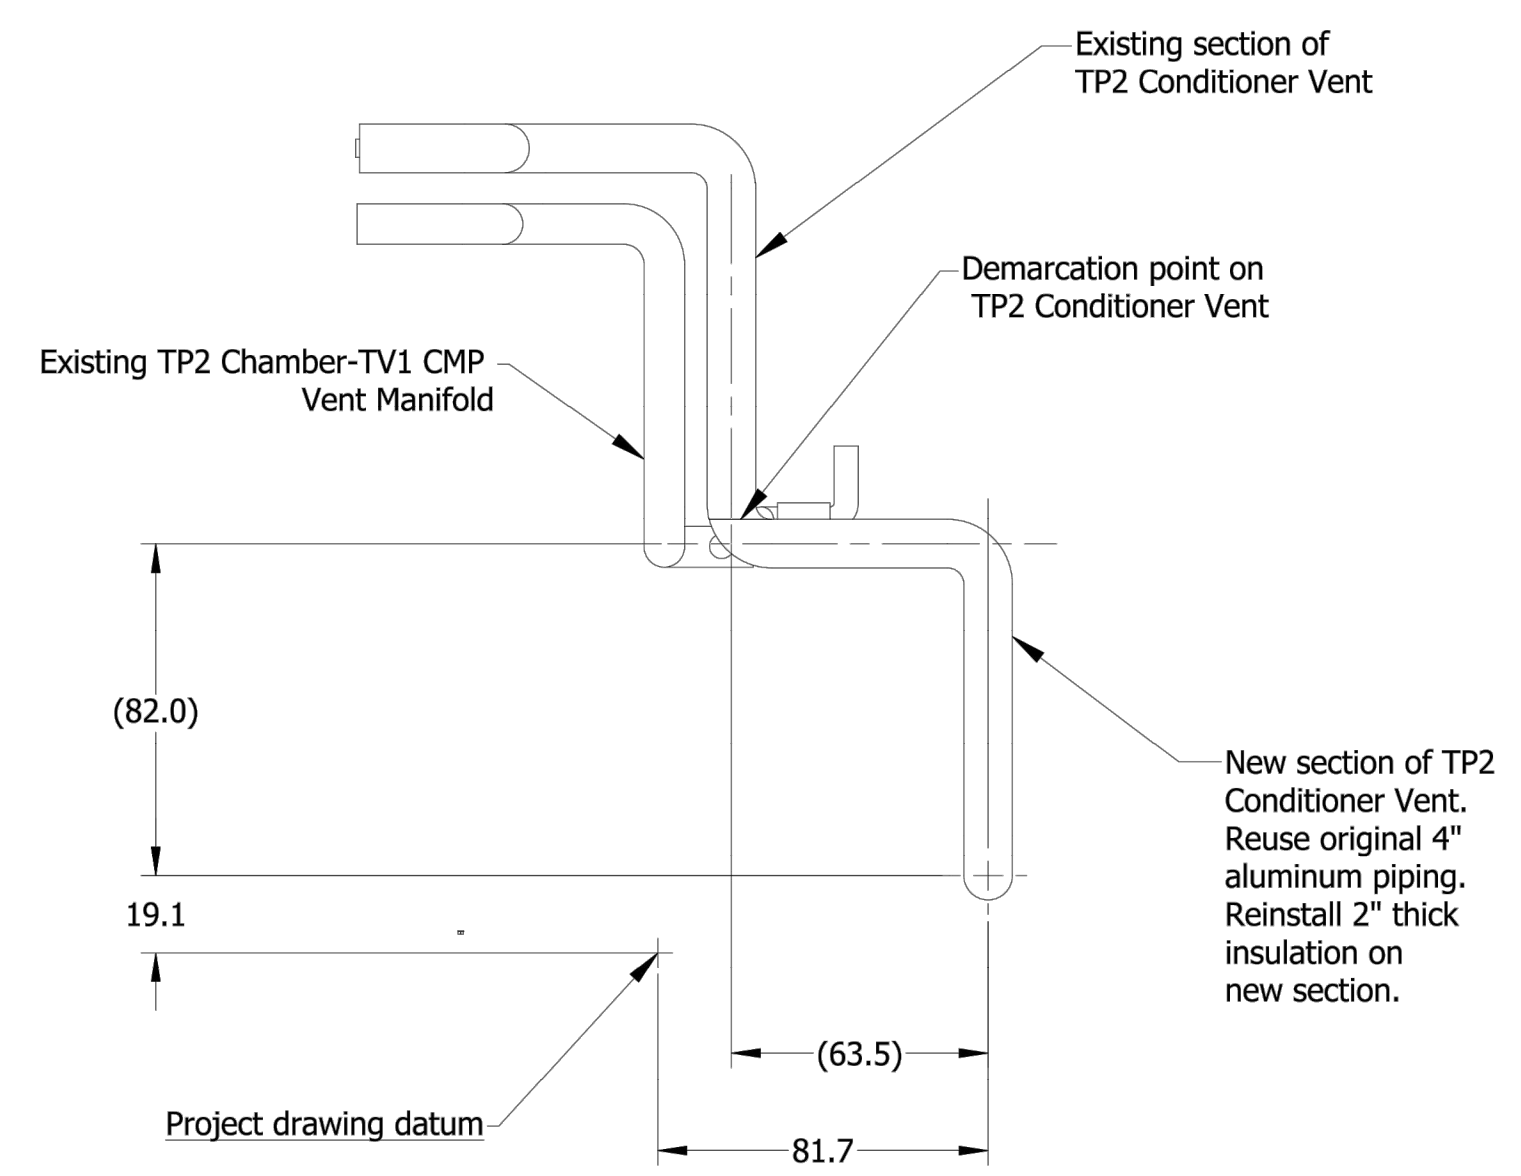 Existing section of
TP2 Conditioner Vent
Demarcation point on
TP2 Conditioner Vent
Existing TP2 Chamber-TV1 CMP
Vent Manifold
(82.0)
New section of TP2
Conditioner Vent.
Reuse original 4"
aluminum piping.
Reinstall 2" thick
insulation on
new section.
19.1
(63.5)
Project drawing datum
81.7